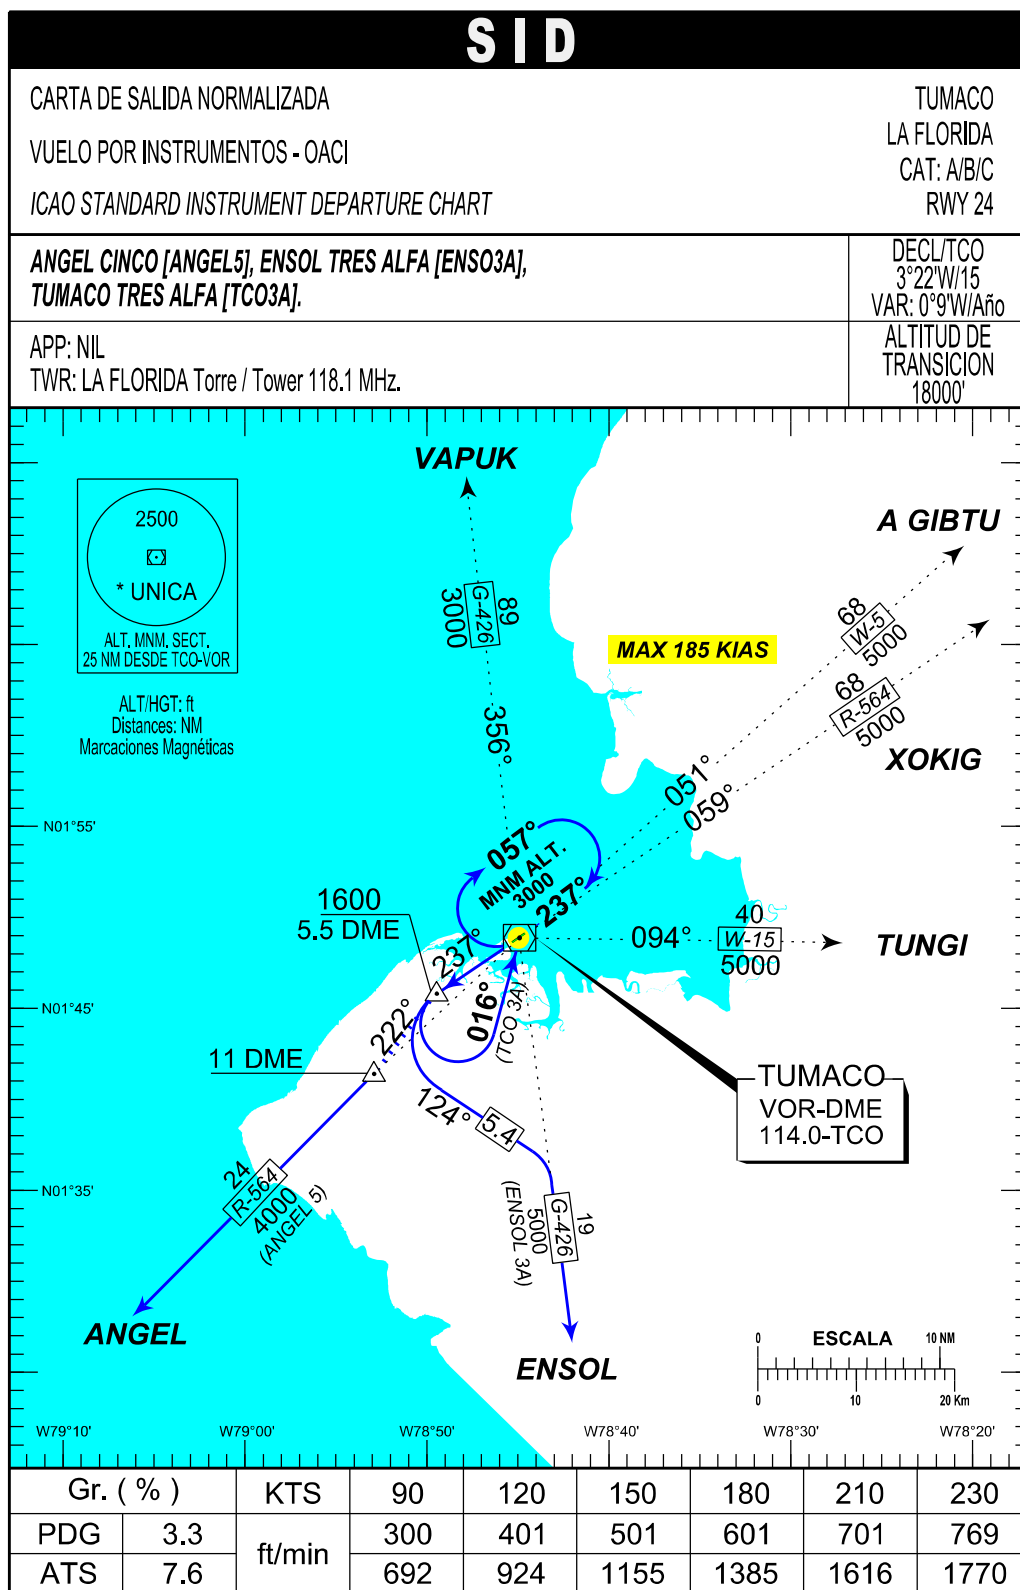 SID
CARTA DE SALIDA NORMALIZADA
VUELO POR INSTRUMENTOS - OACI
ICAO STANDARD INSTRUMENT DEPARTURE CHART
TUMACO
LA FLORIDA
CAT: A/B/C
RWY 24
ANGEL CINCO [ANGEL5], ENSOL TRES ALFA [ENSO3A],
TUMACO TRES ALFA [TCO3A].
DECL/TCO
3°22'W/15
VAR: 0°9'W/Año
APP: NIL
TWR: LA FLORIDA Torre / Tower 118.1 MHz.
ALTITUD DE
TRANSICION
18000'
VAPUK
2500
* UNICA
ALT. MNM. SECT.
25 NM DESDE TCO-VOR
ALT/HGT: ft
Distances: NM
Marcaciones Magnéticas
A GIBTU
89
G-426
3000
68
W-5
5000
MAX 185 KIAS
68
R-564
5000
356°
XOKIG
051°
059°
N01°55'
057°
MNM ALT.
3000
237°
1600
5.5 DME
237°
094°
40
W-15
5000
TUNGI
N01°45'
222°
016°
(TCO 3A)
11 DME
TUMACO
VOR-DME
114.0-TCO
124°
5.4
N01°35'
24
R-564
4000
(ANGEL 5)
19
G-426
5000
(ENSOL 3A)
ANGEL
ENSOL
0 ESCALA 10 NM
0 10 20 Km
W79°10' W79°00' W78°50' W78°40' W78°30' W78°20'
Gr. ( % ) KTS 90 120 150 180 210 230
PDG 3.3 ft/min 300 401 501 601 701 769
ATS 7.6 692 924 1155 1385 1616 1770